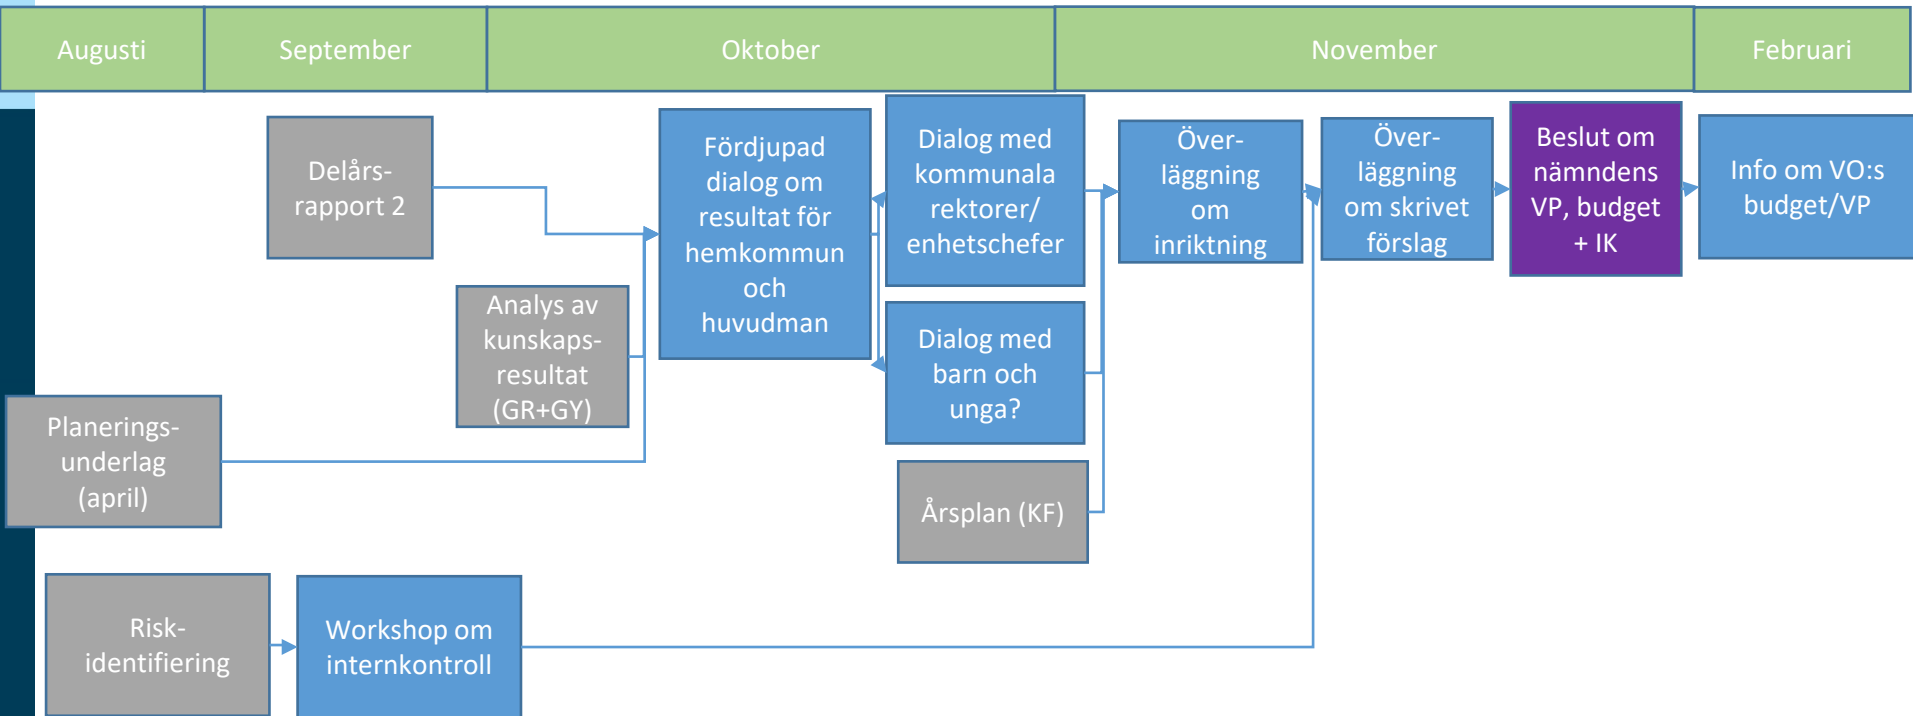 Augusti
September
Oktober
November
Februari
Delårs-
rapport 2
Analys av
kunskaps-
resultat
(GR+GY)
Planerings-
underlag
(april)
Risk-
identifiering
Workshop om
internkontroll
Fördjupad
dialog om
resultat för
hemkommun
och
huvudman
Dialog med
kommunala
rektorer/
enhetschefer
Dialog med
barn och
unga?
Årsplan (KF)
Över-
läggning
om
inriktning
Över-
läggning
om skrivet
förslag
Beslut om
nämndens
VP, budget
+ IK
Info om VO:s
budget/VP